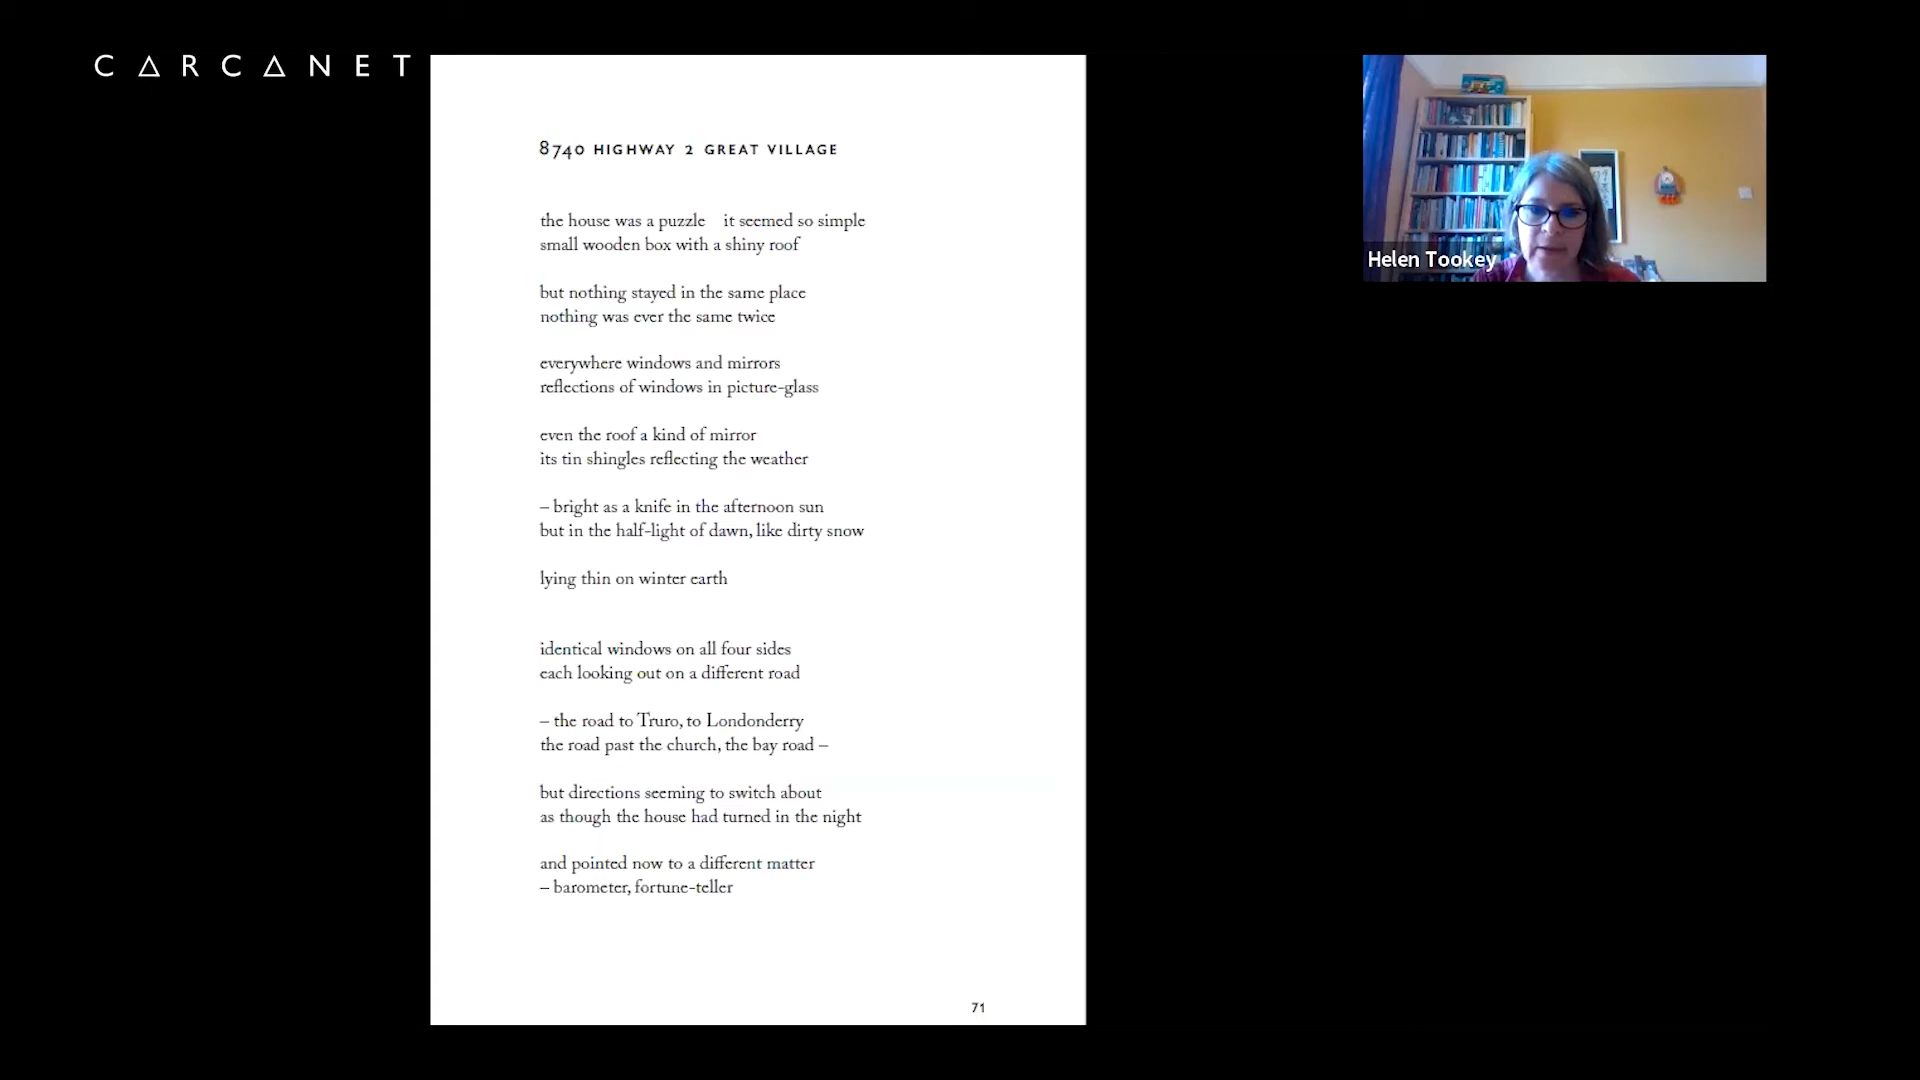 CARCANET
8740 HIGHWAY 2 GREAT VILLAGE
the house was a puzzle it seemed so simple
small wooden box with a shiny roof
but nothing stayed in the same place
nothing was ever the same twice
everywhere windows and mirrors
reflections of windows in picture-glass
even the roof a kind of mirror
its tin shingles reflecting the weather
– bright as a knife in the afternoon sun
but in the half-light of dawn, like dirty snow
lying thin on winter earth
identical windows on all four sides
each looking out on a different road
– the road to Truro, to Londonderry
the road past the church, the bay road –
but directions seeming to switch about
as though the house had turned in the night
and pointed now to a different matter
– barometer, fortune-teller
71
Helen Tookey